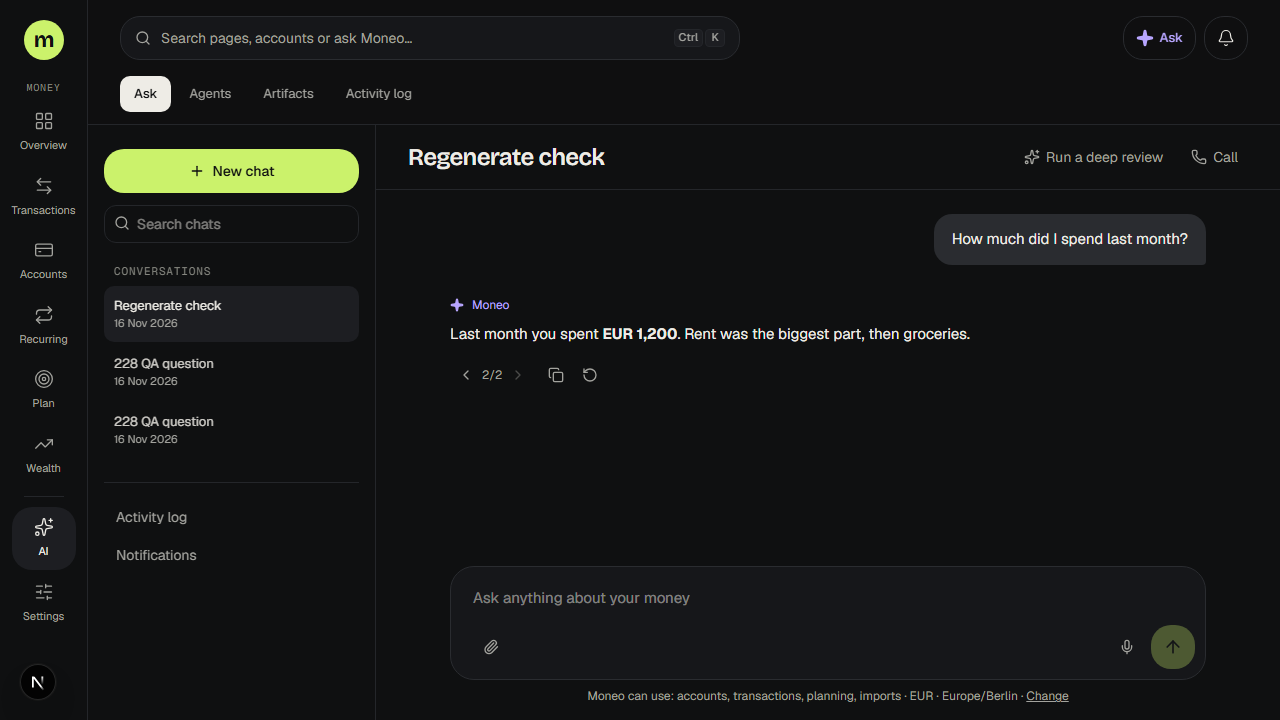 m
Search pages, accounts or ask Moneo...
Ctrl K
Ask
MONEY
Overview
Transactions
Accounts
Recurring
Plan
Wealth
AI
Settings
N
Ask
Agents
Artifacts
Activity log
New chat
Search chats
CONVERSATIONS
Regenerate check
16 Nov 2026
228 QA question
16 Nov 2026
228 QA question
16 Nov 2026
Activity log
Notifications
Regenerate check
Run a deep review
Call
How much did I spend last month?
Moneo
Last month you spent EUR 1,200. Rent was the biggest part, then groceries.
2/2
Ask anything about your money
Moneo can use: accounts, transactions, planning, imports · EUR · Europe/Berlin · Change